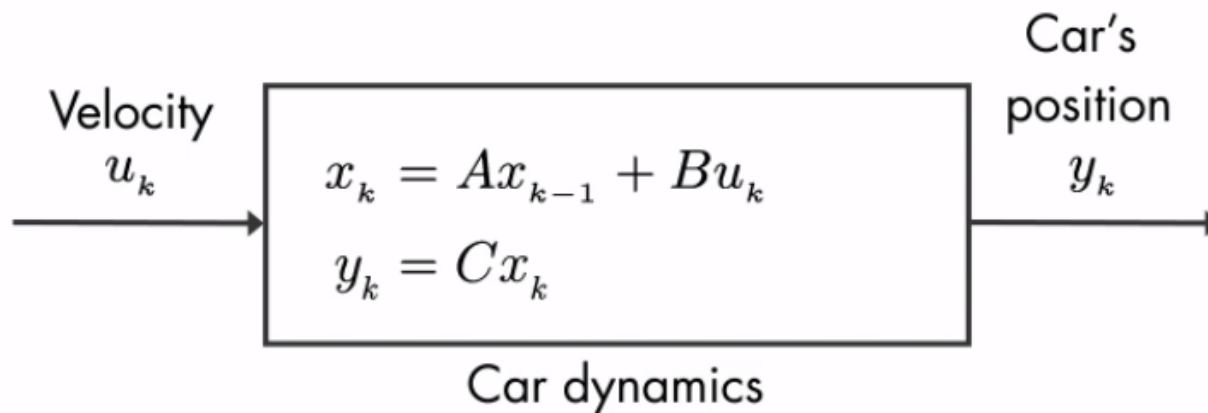 Velocity
u_k
x_k = Ax_{k-1} + Bu_k
y_k = Cx_k
Car dynamics
Car's
position
y_k